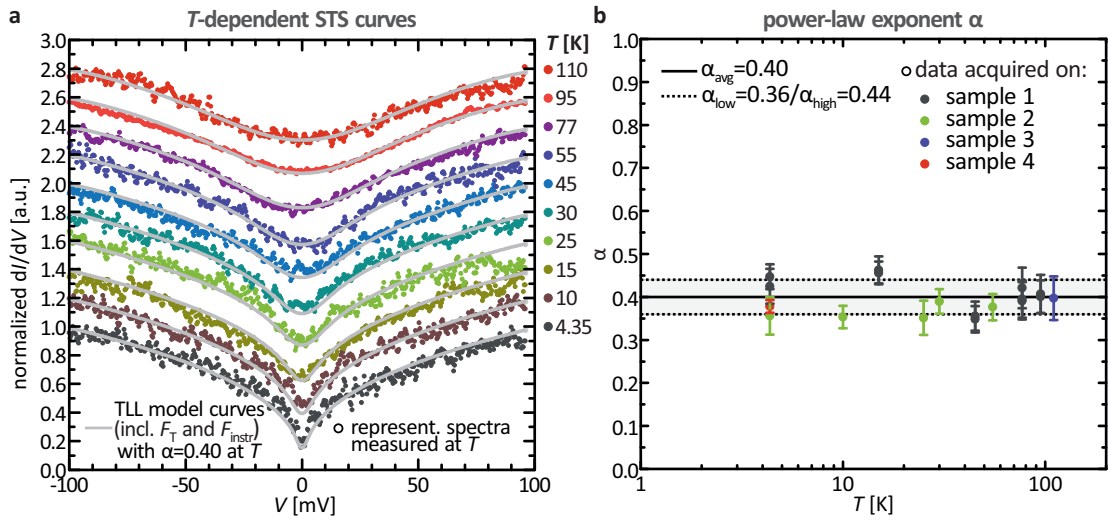 a
T-dependent STS curves
normalized dI/dV [a.u.]
3.0
2.8
2.6
2.4
2.2
2.0
1.8
1.6
1.4
1.2
1.0
0.8
0.6
0.4
0.2
0.0
-100
-50
0
50
100
V [mV]
TLL model curves
(incl. F_T and F_instr)
with α=0.40 at T
represent. spectra
measured at T
T [K]
110
95
77
55
45
30
25
15
10
4.35
b
power-law exponent α
α
1.0
0.9
0.8
0.7
0.6
0.5
0.4
0.3
0.2
0.1
0.0
1
10
100
T [K]
α_avg=0.40
α_low=0.36/α_high=0.44
data acquired on:
sample 1
sample 2
sample 3
sample 4